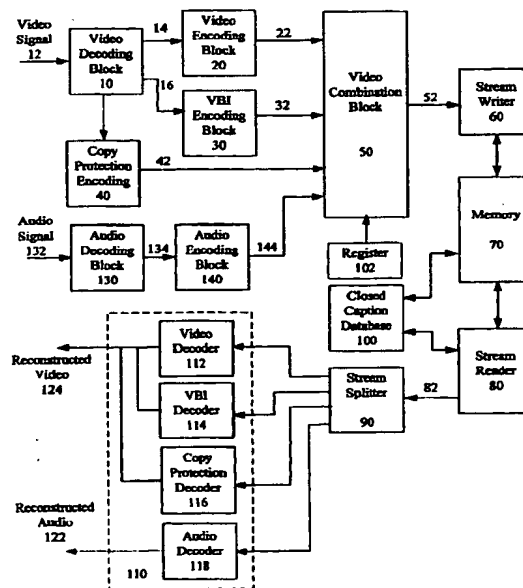 Video
Signal
12
Video
Decoding
Block
10
14
16
Video
Encoding
Block
20
22
VBI
Encoding
Block
30
32
Copy
Protection
Encoding
40
42
Video
Combination
Block
50
52
Stream
Writer
60
Audio
Signal
132
Audio
Decoding
Block
130
134
Audio
Encoding
Block
140
144
Register
102
Memory
70
Closed
Caption
Database
100
Stream
Reader
80
82
Stream
Splitter
90
Video
Decoder
112
VBI
Decoder
114
Copy
Protection
Decoder
116
Audio
Decoder
118
110
Reconstructed
Video
124
Reconstructed
Audio
122